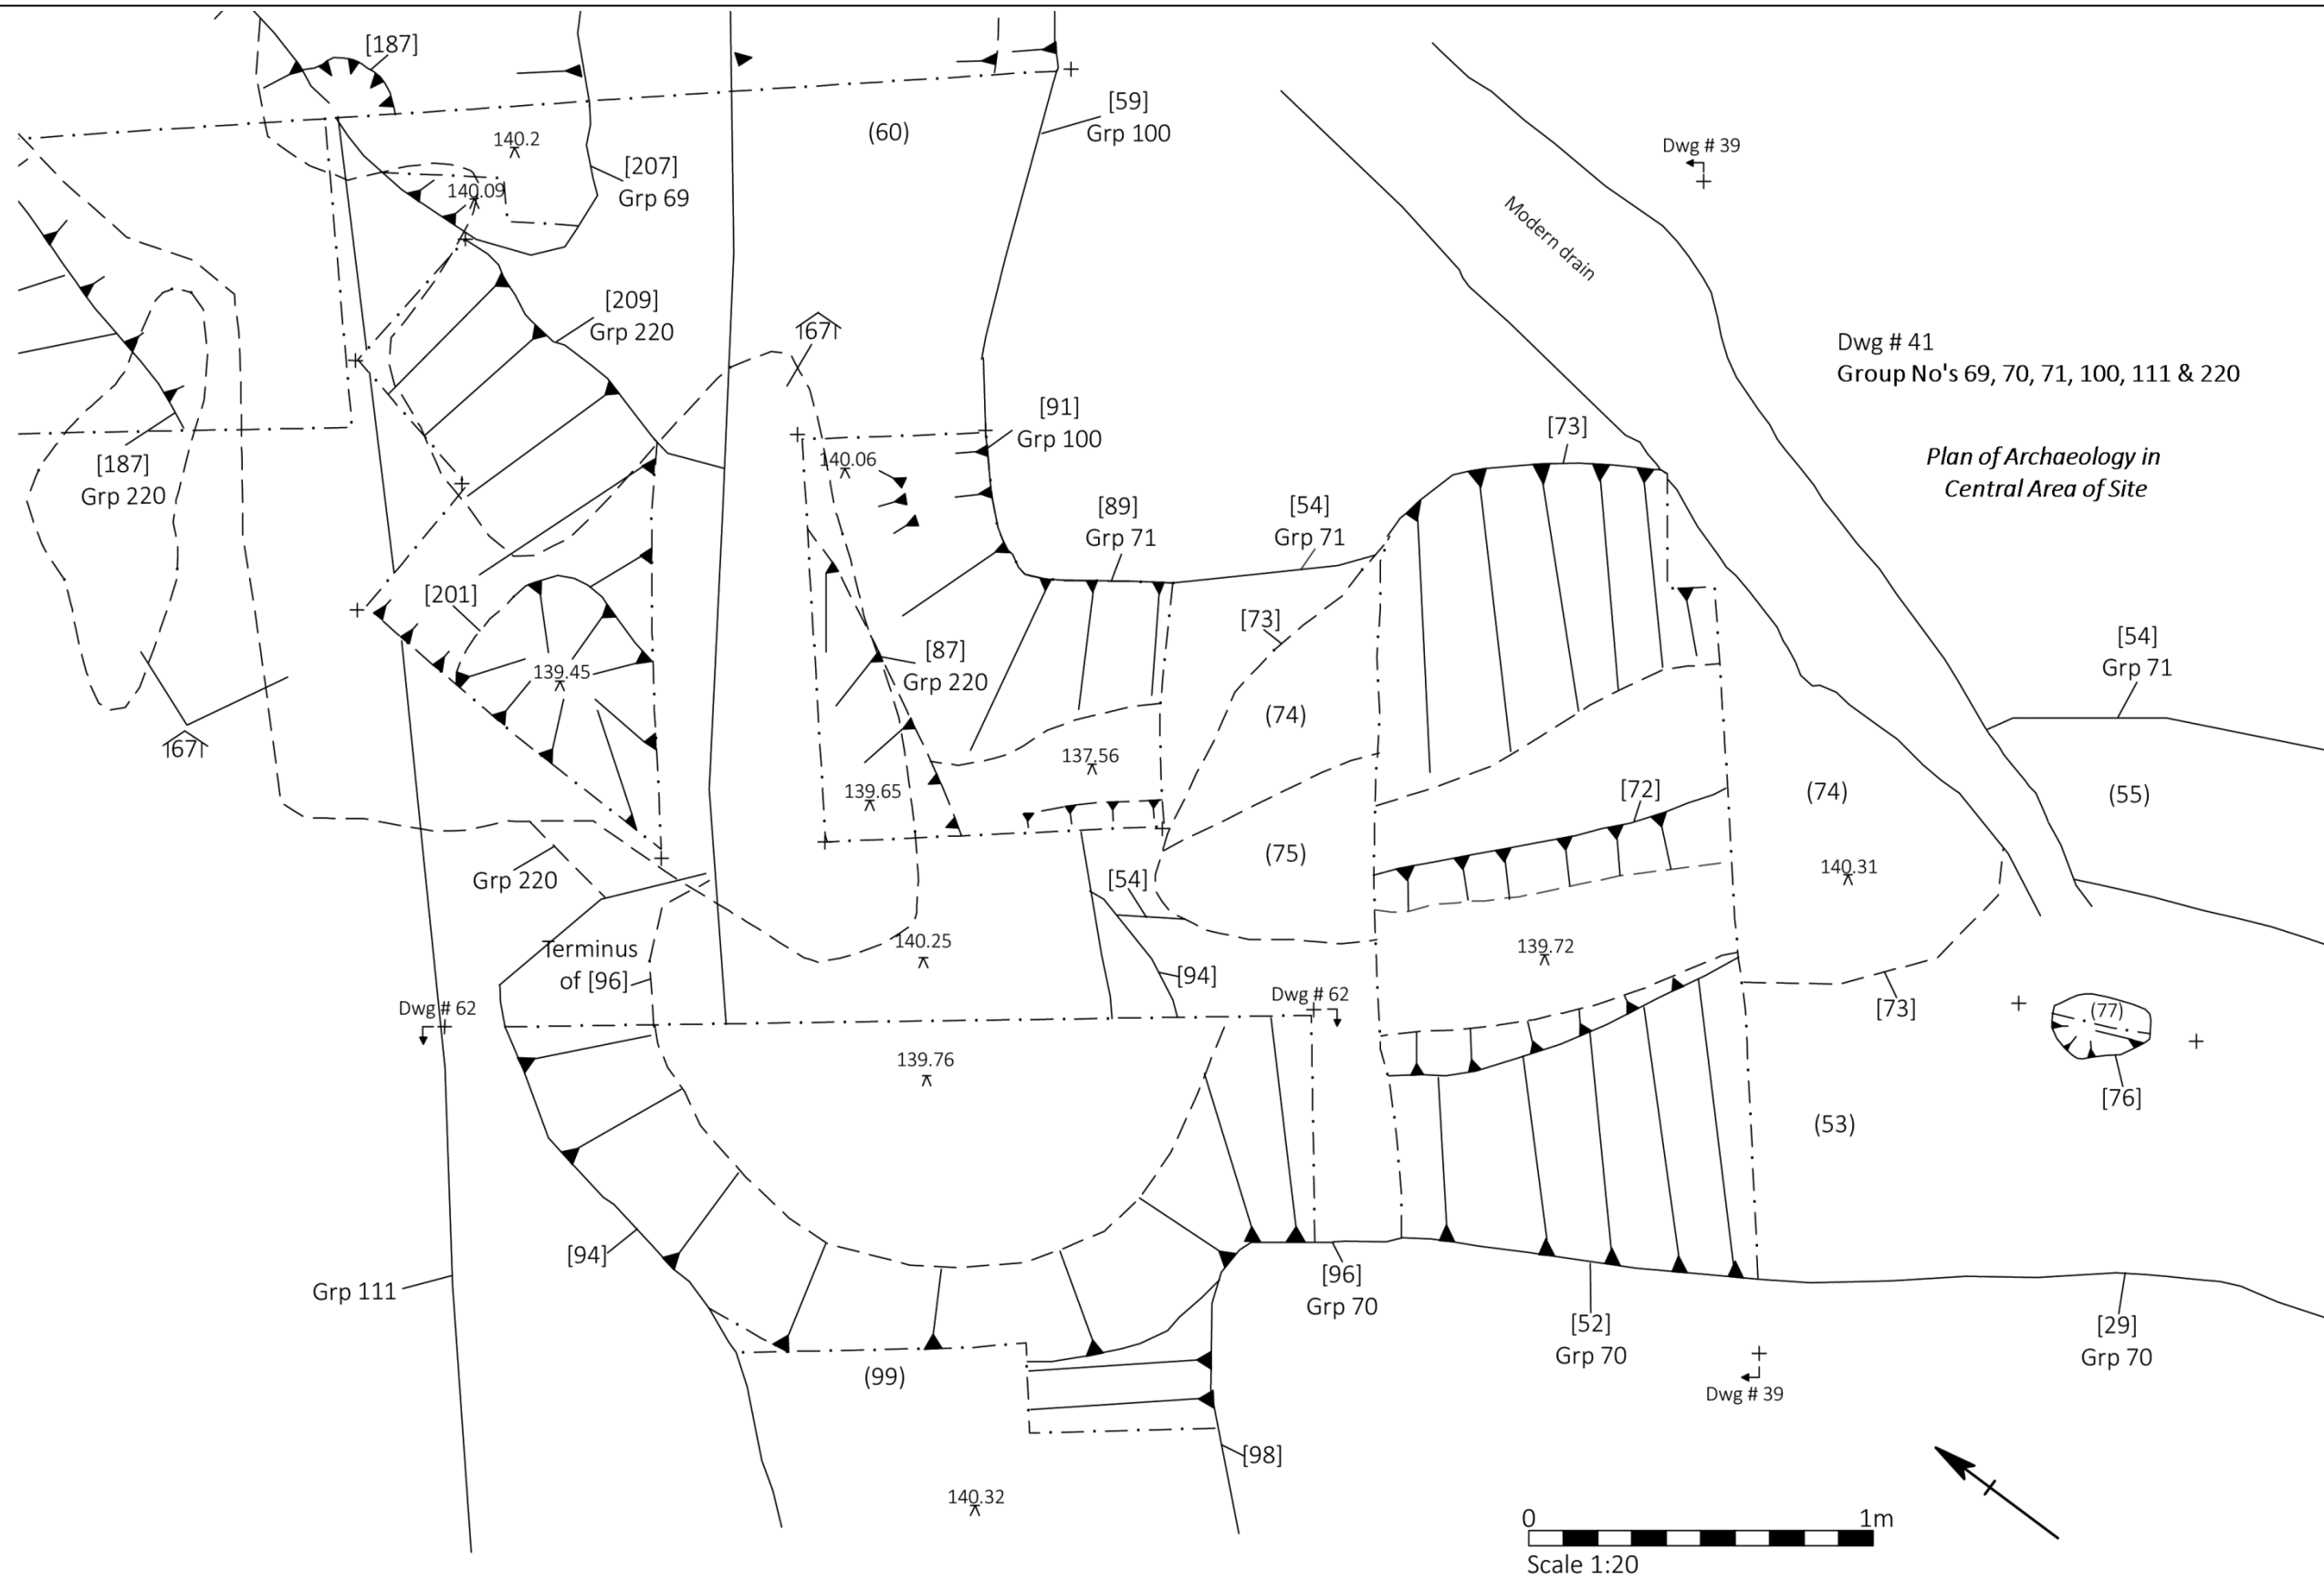 [187]
[59]
Grp 100
140.2
(60)
Dwg # 39
[207]
Grp 69
140.09
Modern drain
[209]
Grp 220
67
Dwg # 41
Group No's 69, 70, 71, 100, 111 & 220
[91]
Grp 100
[73]
Plan of Archaeology in
Central Area of Site
[187]
Grp 220
140.06
[89]
Grp 71
[54]
Grp 71
[201]
[73]
[54]
Grp 71
[87]
Grp 220
139.45
(74)
67
137.56
139.65
[72]
(74)
(55)
Grp 220
[54]
(75)
140.31
Terminus
of [96]
140.25
139.72
[94]
Dwg # 62
Dwg # 62
[73]
(77)
139.76
[76]
(53)
[94]
Grp 111
[96]
Grp 70
[52]
Grp 70
[29]
Grp 70
(99)
Dwg # 39
[98]
140.32
0 1m
Scale 1:20